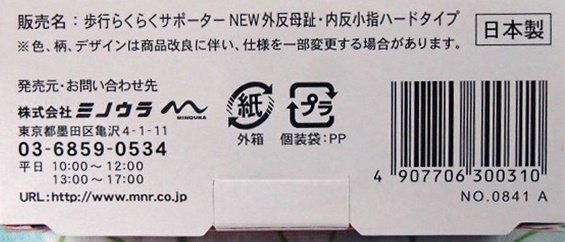 販売名：歩行らくらくサポーター NEW外反母趾・内反小指ハードタイプ
※色、柄、デザインは商品改良に伴い、仕様を一部変更する場合があります。
日本製
発売元・お問い合わせ先
株式会社ミノウラ
MINOURA
東京都墨田区亀沢4-1-11
03-6859-0534
平日 10:00～12:00
13:00～17:00
URL:http://www.mnr.co.jp
紙
外箱
プラ
個装袋：PP
4 907706 300310
NO.0841 A